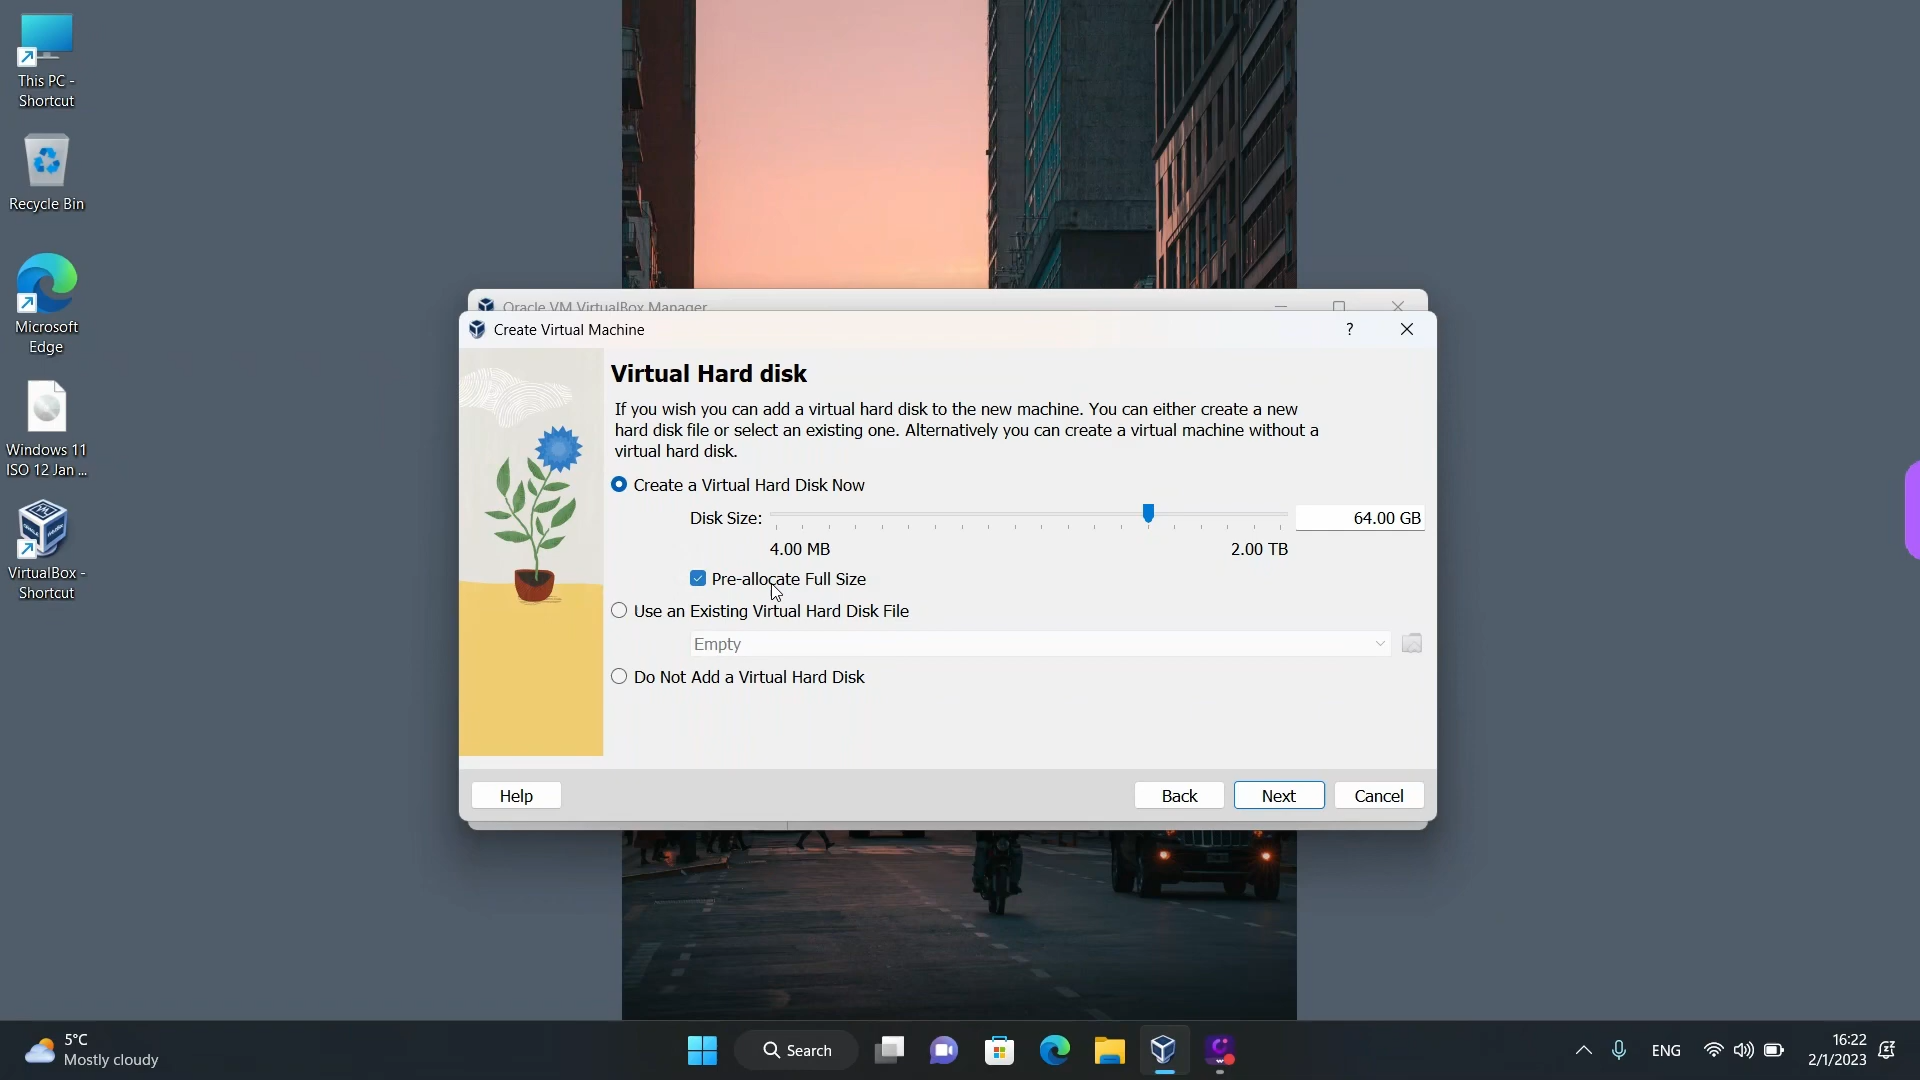 This PC -
Shortcut
Recycle Bin
Microsoft
Edge
Windows 11
ISO 12 Jan ...
VirtualBox -
Shortcut
Oracle VM VirtualBox Manager
Create Virtual Machine
?
Virtual Hard disk
If you wish you can add a virtual hard disk to the new machine. You can either create a new
hard disk file or select an existing one. Alternatively you can create a virtual machine without a
virtual hard disk.
Create a Virtual Hard Disk Now
Disk Size:
64.00 GB
4.00 MB
2.00 TB
Pre-allocate Full Size
Use an Existing Virtual Hard Disk File
Empty
Do Not Add a Virtual Hard Disk
Help
Back
Next
Cancel
5°C
Mostly cloudy
Search
ENG
16:22
2/1/2023